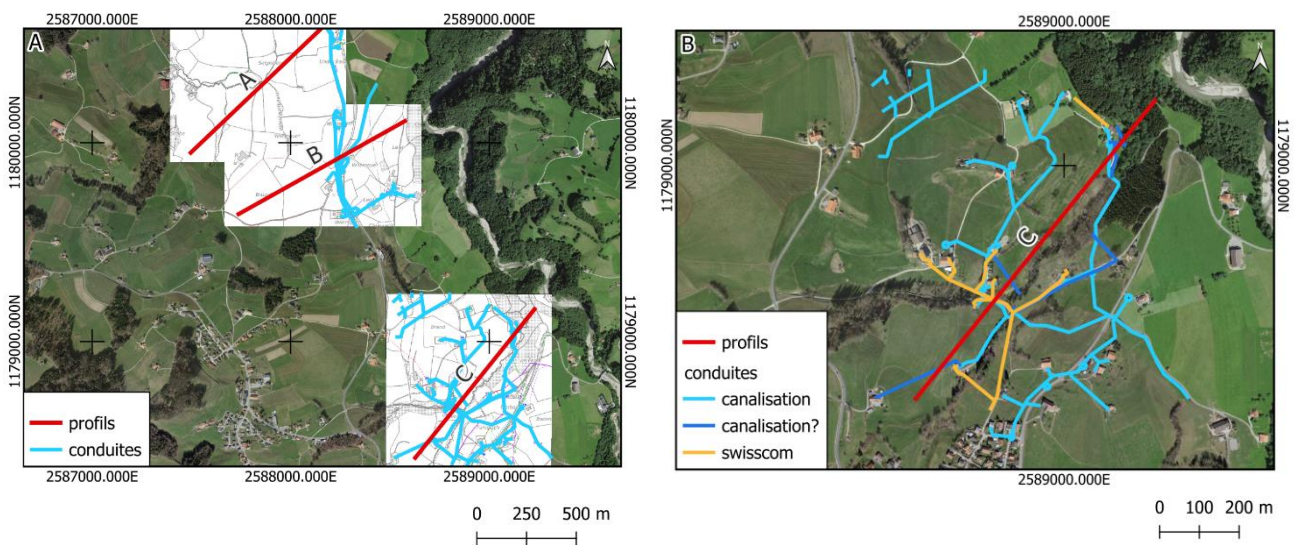 2587000.000E 2588000.000E 2589000.000E
A
1180000.000N
1180000.000N
1179000.000N
1179000.000N
N
A
B
C
profils
conduites
2587000.000E 2588000.000E 2589000.000E
0 250 500 m
2589000.000E
B
1179000.000N
1179000.000N
N
C
profils
conduites
canalisation
canalisation?
swisscom
2589000.000E
0 100 200 m